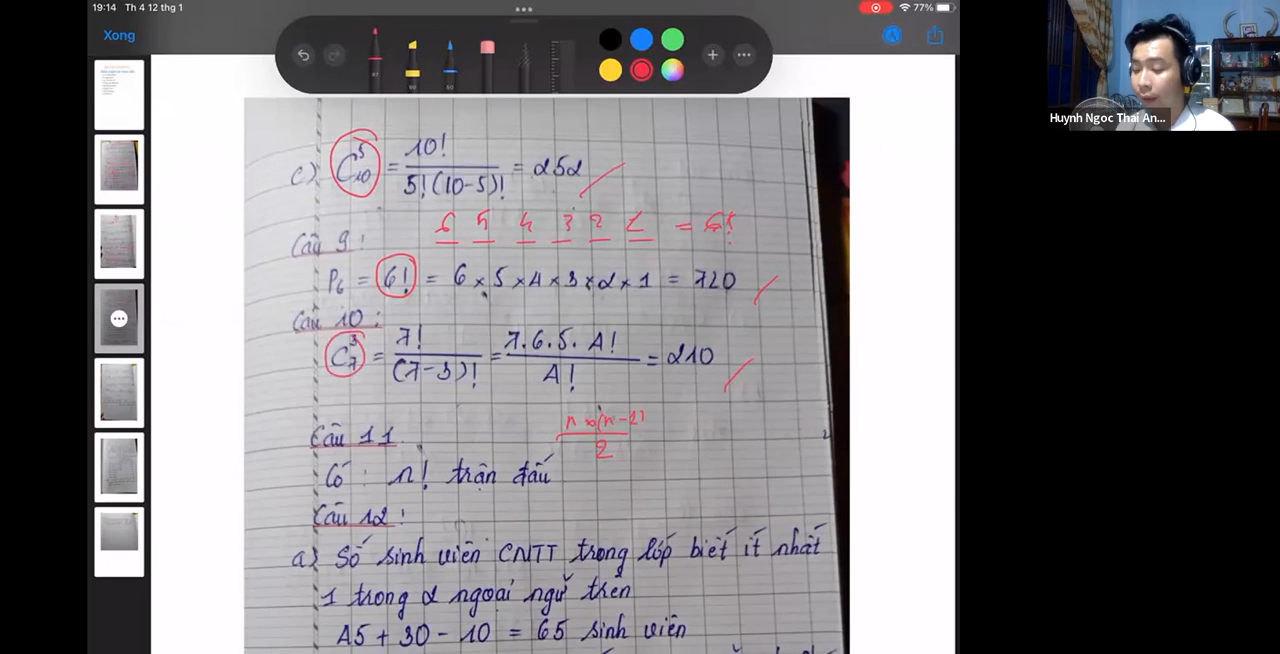 19:14 Th 4 12 thg 1
77%
Xong
Huynh Ngoc Thai An...
c) C⁵₁₀ = 10! / 5!(10-5)! = 252
6 5 4 3 2 1 = 6!
Câu 9:
P₆ = 6! = 6 × 5 × 4 × 3 × 2 × 1 = 720
Câu 10:
C³₇ = 7! / (7-3)! = 7.6.5.4! / 4! = 210
n × (n-1) / 2
Câu 11
Có : n! trận đấu
Câu 12:
a) Số sinh viên CNTT trong lớp biết ít nhất
1 trong 2 ngoại ngữ trên
45 + 30 - 10 = 65 sinh viên